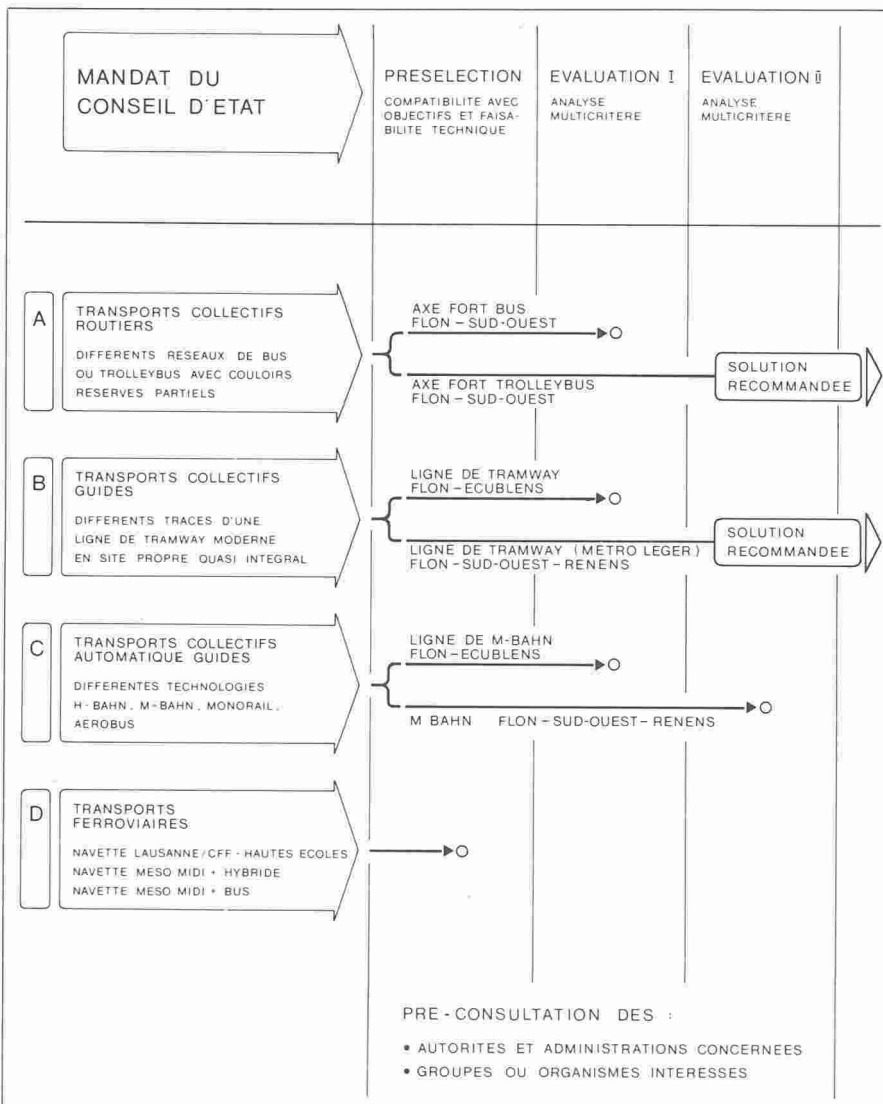 MANDAT DU
CONSEIL D'ETAT
PRESELECTION
COMPATIBILITE AVEC
OBJECTIFS ET FAISA-
BILITE TECHNIQUE
EVALUATION I
ANALYSE
MULTICRITERE
EVALUATION II
ANALYSE
MULTICRITERE
A
TRANSPORTS COLLECTIFS
ROUTIERS
DIFFERENTS RESEAUX DE BUS
OU TROLLEYBUS AVEC COULOIRS
RESERVES PARTIELS
AXE FORT BUS
FLON-SUD-OUEST
AXE FORT TROLLEYBUS
FLON-SUD-OUEST
SOLUTION
RECOMMANDEE
B
TRANSPORTS COLLECTIFS
GUIDES
DIFFERENTS TRACES D'UNE
LIGNE DE TRAMWAY MODERNE
EN SITE PROPRE QUASI INTEGRAL
LIGNE DE TRAMWAY
FLON-ECUBLENS
LIGNE DE TRAMWAY (METRO LEGER)
FLON-SUD-OUEST-RENENS
SOLUTION
RECOMMANDEE
C
TRANSPORTS COLLECTIFS
AUTOMATIQUE GUIDES
DIFFERENTES TECHNOLOGIES
H-BAHN, M-BAHN, MONORAIL,
AEROBUS
LIGNE DE M-BAHN
FLON-ECUBLENS
M BAHN FLON-SUD-OUEST-RENENS
D
TRANSPORTS
FERROVIAIRES
NAVETTE LAUSANNE/CFF-HAUTES ECOLES
NAVETTE MESO MIDI + HYBRIDE
NAVETTE MESO MIDI + BUS
PRE-CONSULTATION DES :
• AUTORITES ET ADMINISTRATIONS CONCERNEES
• GROUPES OU ORGANISMES INTERESSES